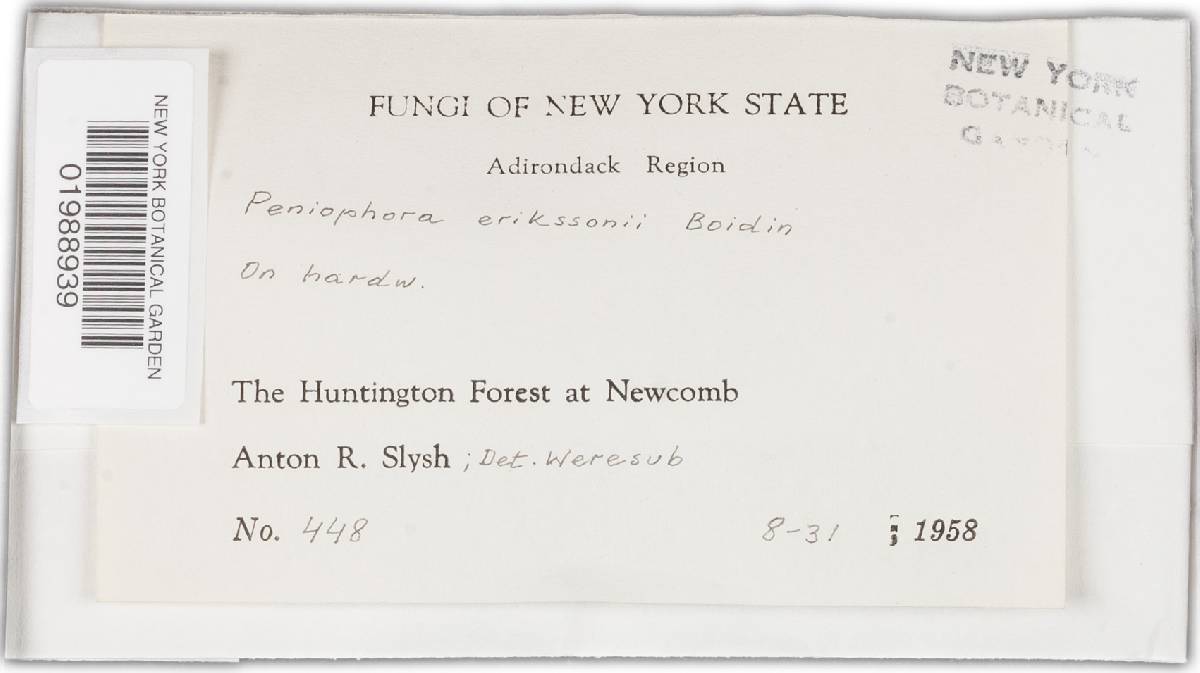 NEW YORK BOTANICAL GARDEN
01988939
NEW YORK
BOTANICAL
FUNGI OF NEW YORK STATE
Adirondack Region
Peniophora erikssonii Boidin
On hardw.
The Huntington Forest at Newcomb
Anton R. Slysh ; Det. Weresub
No. 448 8-31 ; 1958